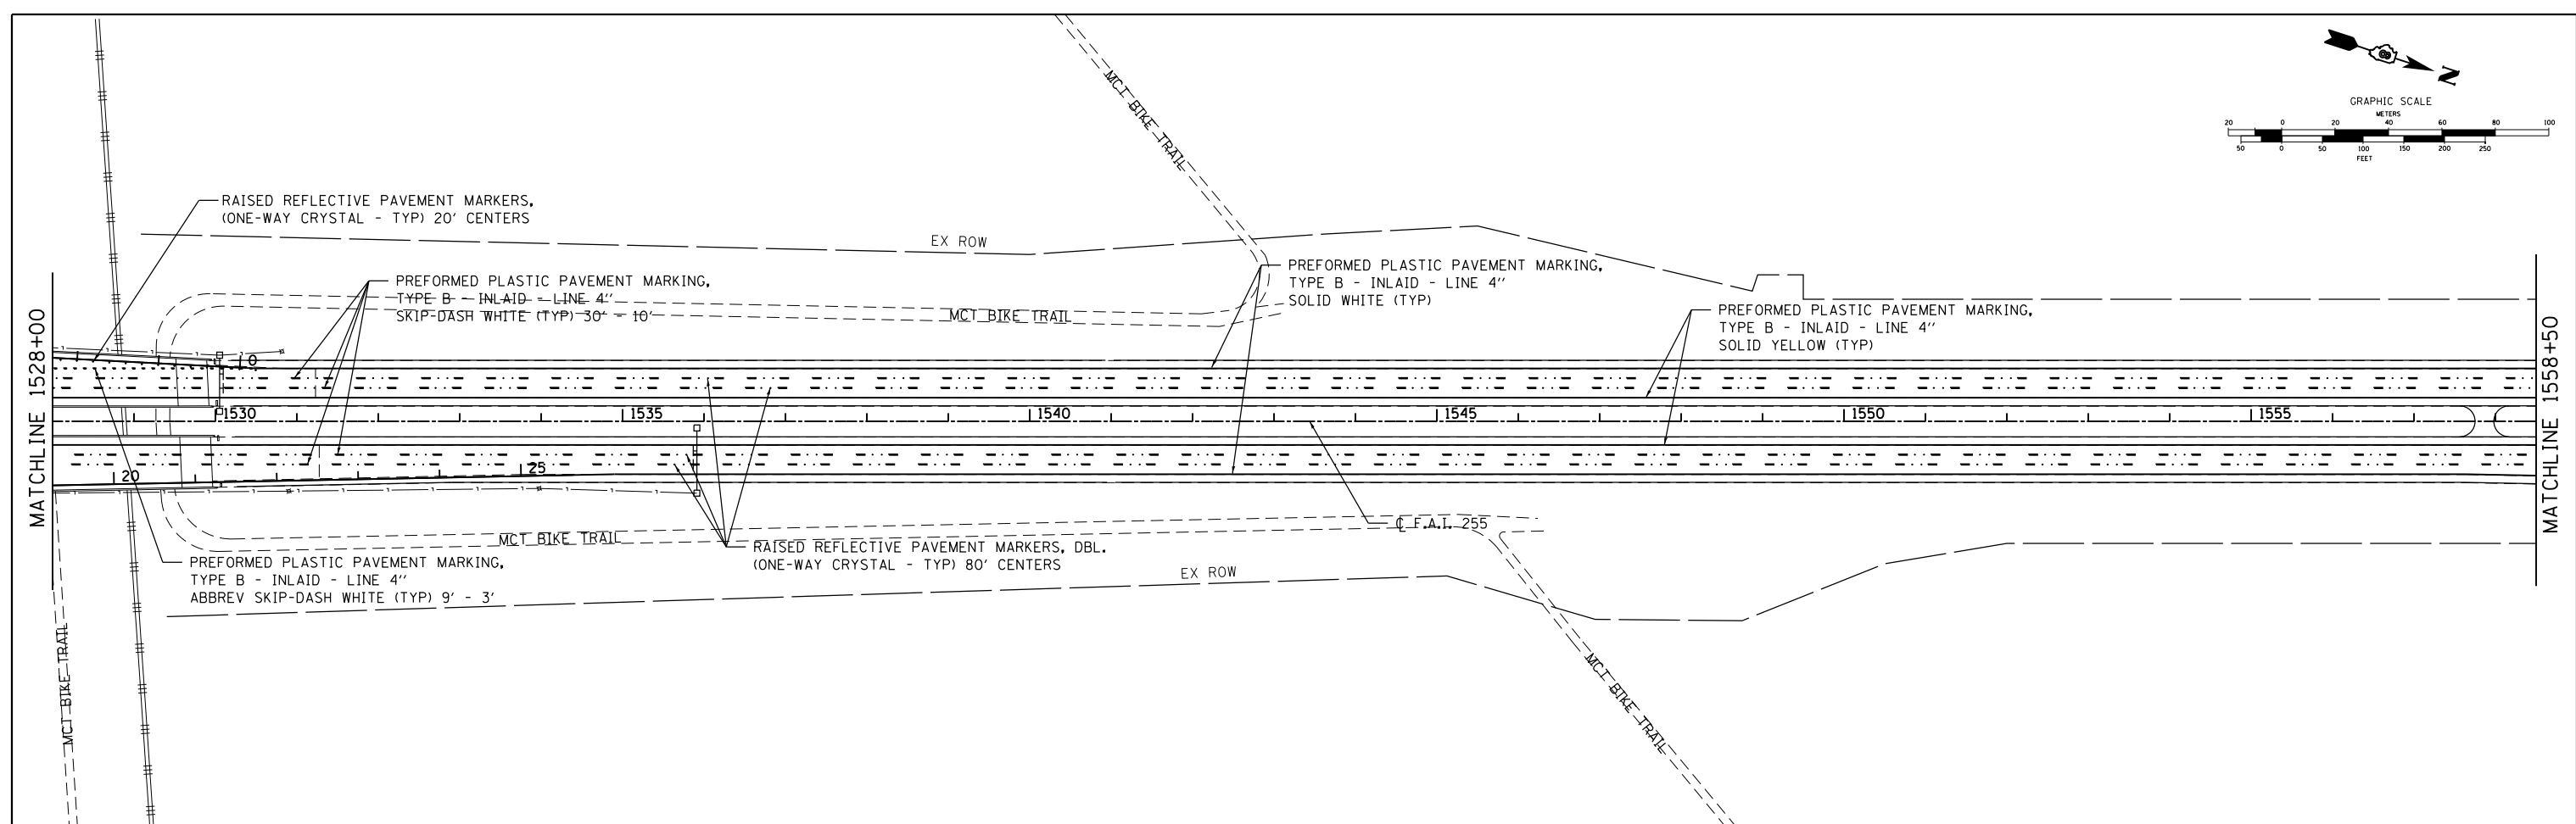 N
GRAPHIC SCALE
METERS
20 0 20 40 60 80 100
50 0 50 100 150 200 250
FEET
MCT BIKE TRAIL
RAISED REFLECTIVE PAVEMENT MARKERS,
(ONE-WAY CRYSTAL - TYP) 20' CENTERS
EX ROW
PREFORMED PLASTIC PAVEMENT MARKING,
TYPE B - INLAID - LINE 4"
SKIP-DASH WHITE (TYP) 30' - 10'
MCT BIKE TRAIL
PREFORMED PLASTIC PAVEMENT MARKING,
TYPE B - INLAID - LINE 4"
SOLID WHITE (TYP)
PREFORMED PLASTIC PAVEMENT MARKING,
TYPE B - INLAID - LINE 4"
SOLID YELLOW (TYP)
MATCHLINE 1528+00
MATCHLINE 1558+50
0
1530 1535 1540 1545 1550 1555
20 25
℄ F.A.I. 255
MCT BIKE TRAIL
RAISED REFLECTIVE PAVEMENT MARKERS, DBL.
(ONE-WAY CRYSTAL - TYP) 80' CENTERS
PREFORMED PLASTIC PAVEMENT MARKING,
TYPE B - INLAID - LINE 4"
ABBREV SKIP-DASH WHITE (TYP) 9' - 3'
EX ROW
MCT BIKE TRAIL
MCT BIKE TRAIL